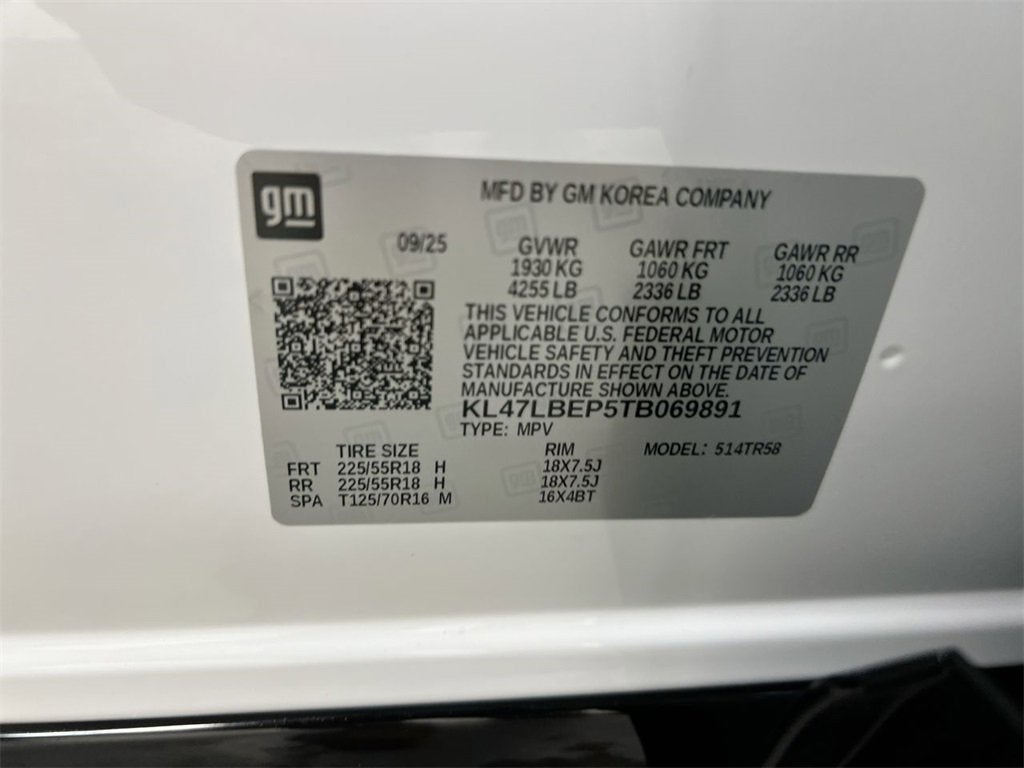 gm
MFD BY GM KOREA COMPANY
09/25 GVWR GAWR FRT GAWR RR
1930 KG 1060 KG 1060 KG
4255 LB 2336 LB 2336 LB
THIS VEHICLE CONFORMS TO ALL
APPLICABLE U.S. FEDERAL MOTOR
VEHICLE SAFETY AND THEFT PREVENTION
STANDARDS IN EFFECT ON THE DATE OF
MANUFACTURE SHOWN ABOVE.
KL47LBEP5TB069891
TYPE: MPV
TIRE SIZE RIM MODEL: 514TR58
FRT 225/55R18 H 18X7.5J
RR 225/55R18 H 18X7.5J
SPA T125/70R16 M 16X4BT